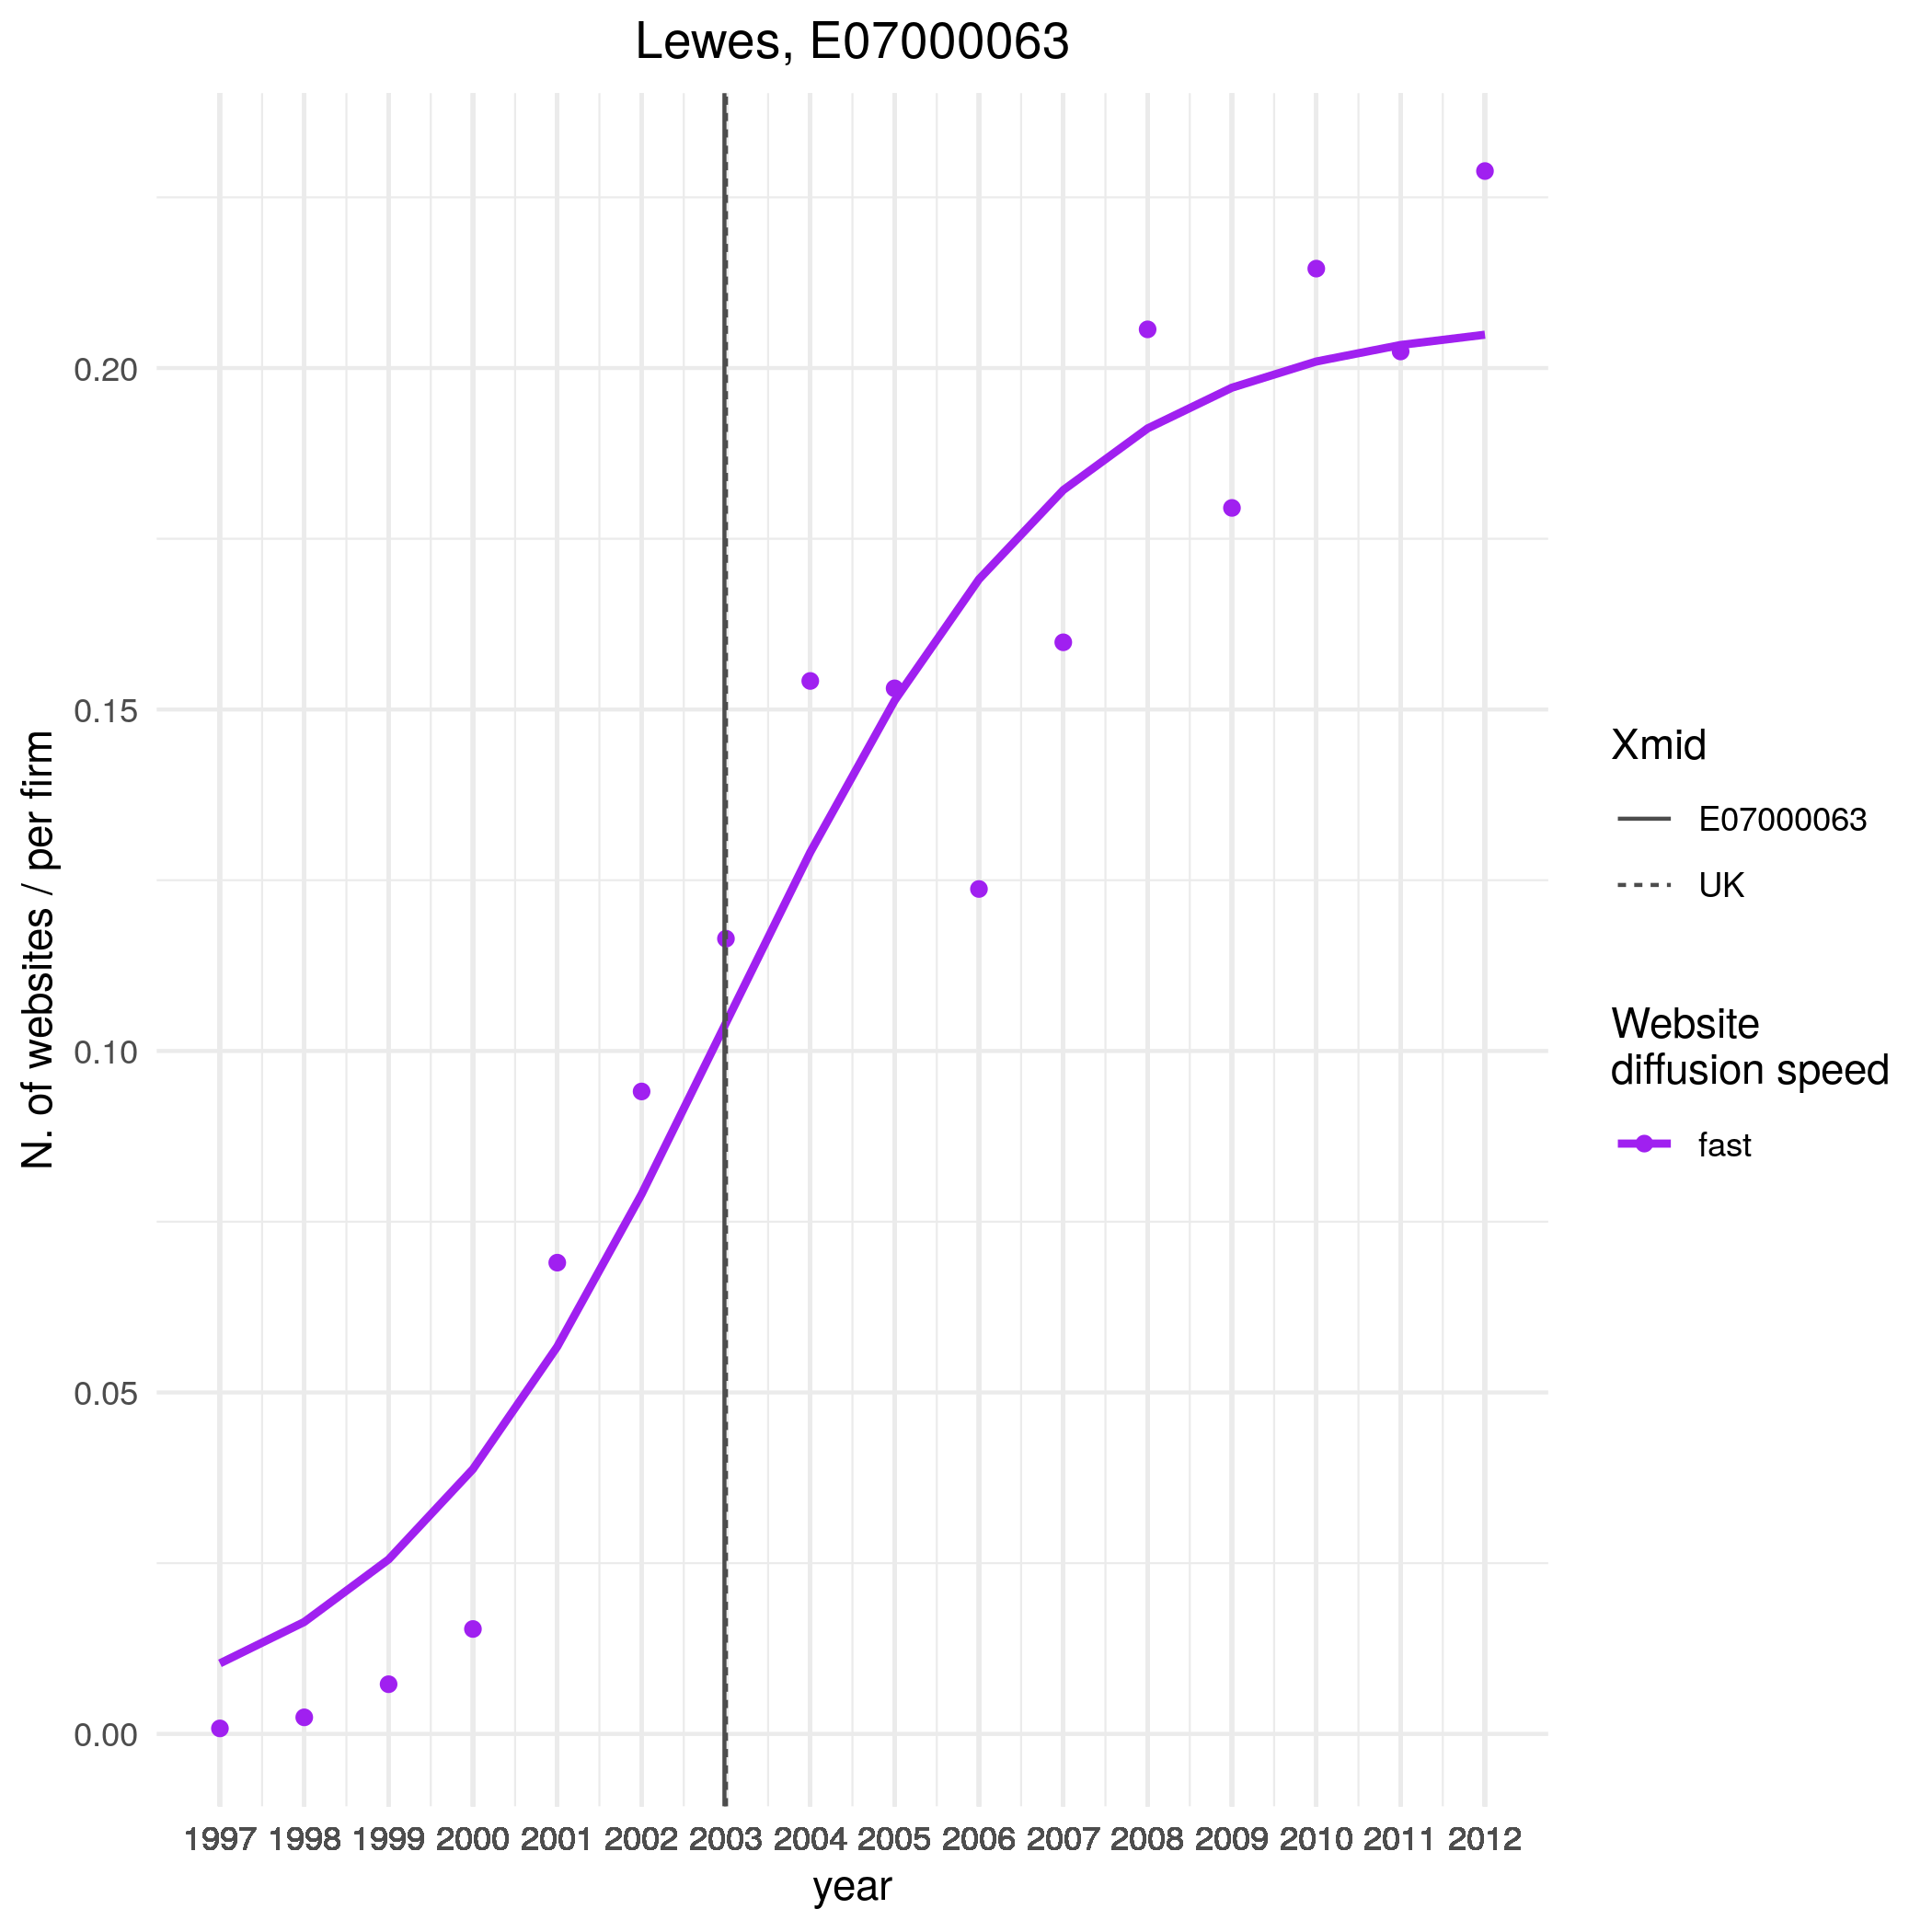 Lewes, E07000063
N. of websites / per firm
0.20
0.15
0.10
0.05
0.00
1997 1998 1999 2000 2001 2002 2003 2004 2005 2006 2007 2008 2009 2010 2011 2012
year
Xmid
E07000063
UK
Website
diffusion speed
fast